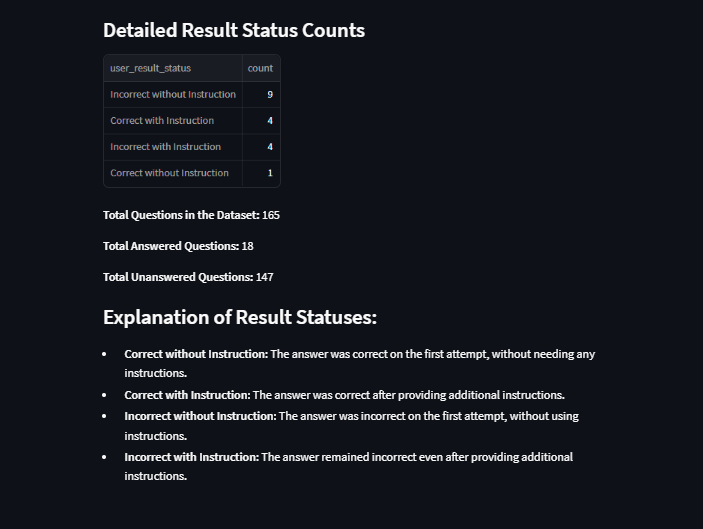 Detailed Result Status Counts
user_result_status count
Incorrect without Instruction 9
Correct with Instruction 4
Incorrect with Instruction 4
Correct without Instruction 1
Total Questions in the Dataset: 165
Total Answered Questions: 18
Total Unanswered Questions: 147
Explanation of Result Statuses:
• Correct without Instruction: The answer was correct on the first attempt, without needing any
instructions.
• Correct with Instruction: The answer was correct after providing additional instructions.
• Incorrect without Instruction: The answer was incorrect on the first attempt, without using
instructions.
• Incorrect with Instruction: The answer remained incorrect even after providing additional
instructions.